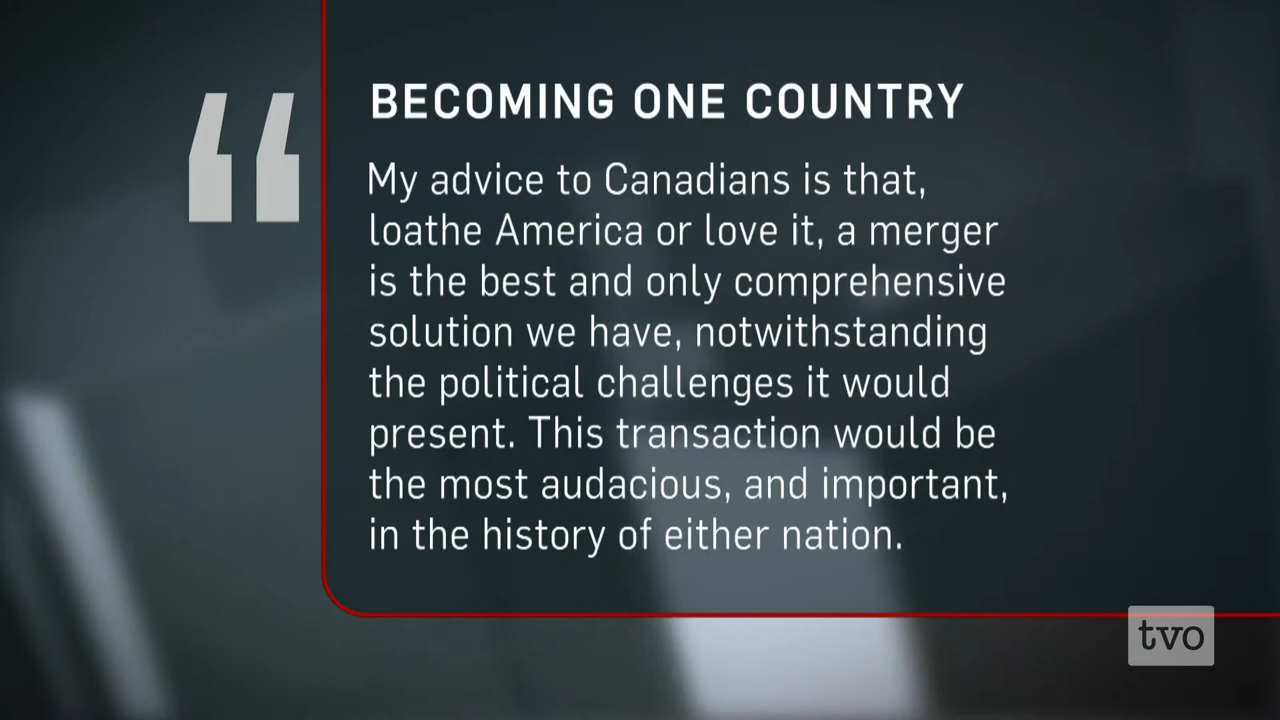 “
BECOMING ONE COUNTRY
My advice to Canadians is that,
loathe America or love it, a merger
is the best and only comprehensive
solution we have, notwithstanding
the political challenges it would
present. This transaction would be
the most audacious, and important,
in the history of either nation.
tvo